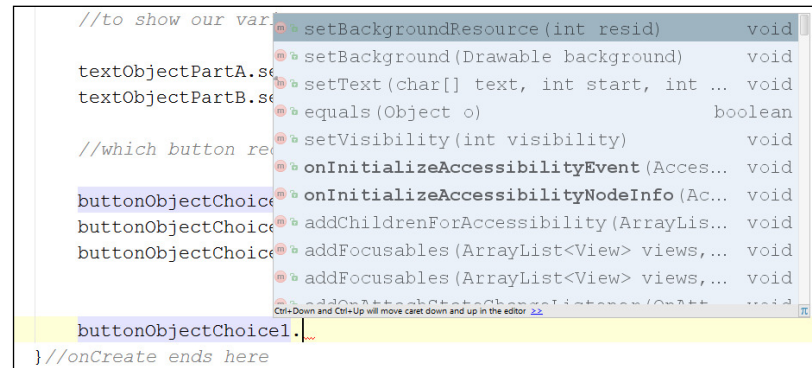 //to show our var
setBackgroundResource(int resid) void
setBackground(Drawable background) void
textObjectPartA.se
setText(char[] text, int start, int ... void
textObjectPartB.se
equals(Object o) boolean
setVisibility(int visibility) void
//which button re
onInitializeAccessibilityEvent(Acces... void
onInitializeAccessibilityNodeInfo(Ac... void
buttonObjectChoice
addChildrenForAccessibility(ArrayLis... void
buttonObjectChoice
addFocusables(ArrayList<View> views,... void
buttonObjectChoice
addFocusables(ArrayList<View> views,... void
addOnAttachStateChangeListener(OnAtt... void
Ctrl+Down and Ctrl+Up will move caret down and up in the editor >> π
buttonObjectChoice1.
}//onCreate ends here